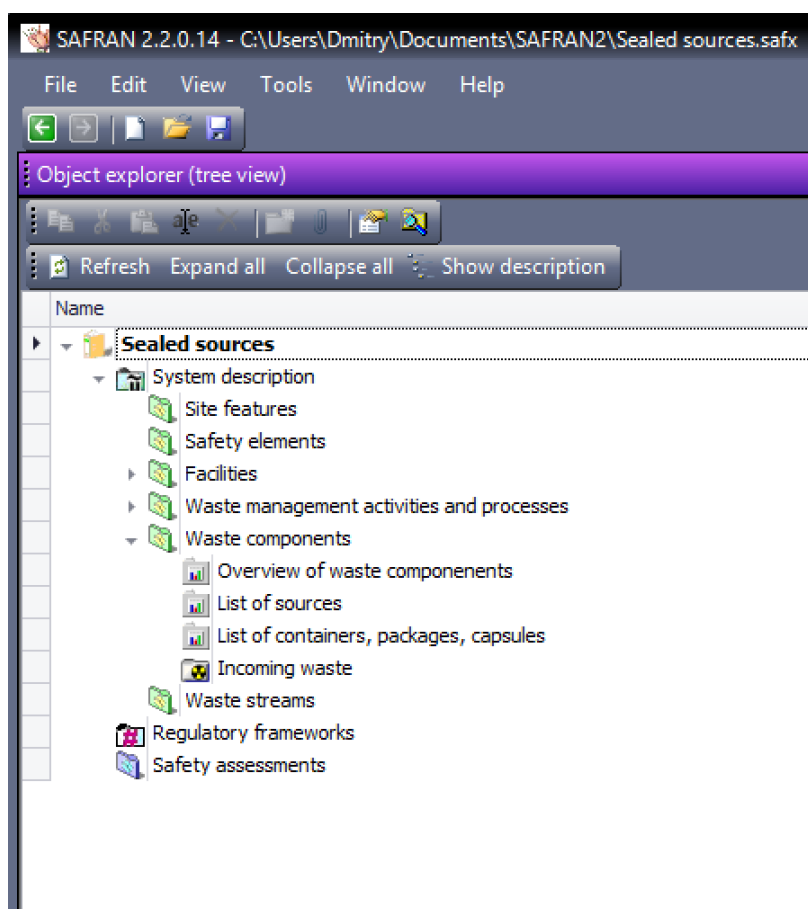 SAFRAN 2.2.0.14 - C:\Users\Dmitry\Documents\SAFRAN2\Sealed sources.safx
File Edit View Tools Window Help
Object explorer (tree view)
Refresh Expand all Collapse all Show description
Name
Sealed sources
System description
Site features
Safety elements
Facilities
Waste management activities and processes
Waste components
Overview of waste componenents
List of sources
List of containers, packages, capsules
Incoming waste
Waste streams
Regulatory frameworks
Safety assessments